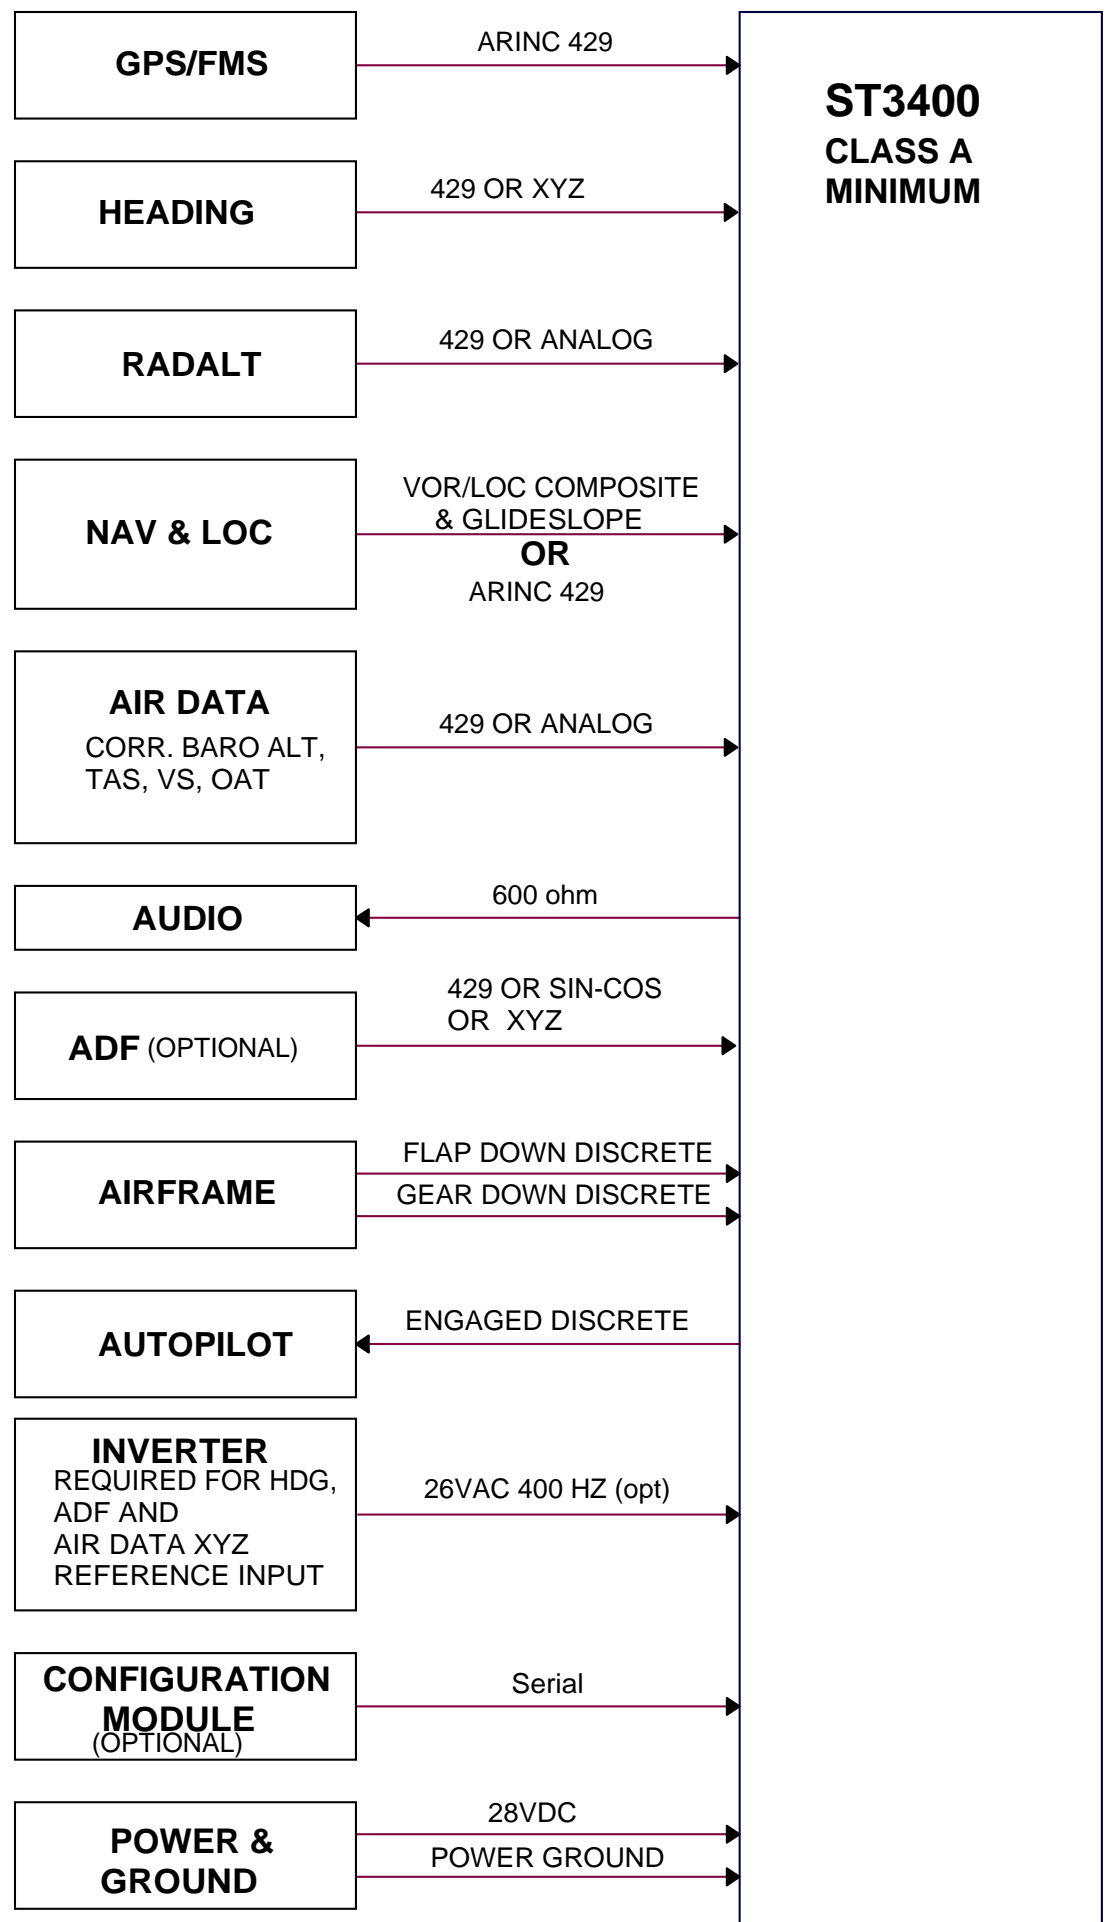 GPS/FMS
ARINC 429
ST3400
CLASS A
MINIMUM
HEADING
429 OR XYZ
RADALT
429 OR ANALOG
NAV & LOC
VOR/LOC COMPOSITE
& GLIDESLOPE
OR
ARINC 429
AIR DATA
CORR. BARO ALT,
TAS, VS, OAT
429 OR ANALOG
AUDIO
600 ohm
ADF (OPTIONAL)
429 OR SIN-COS
OR XYZ
AIRFRAME
FLAP DOWN DISCRETE
GEAR DOWN DISCRETE
AUTOPILOT
ENGAGED DISCRETE
INVERTER
REQUIRED FOR HDG,
ADF AND
AIR DATA XYZ
REFERENCE INPUT
26VAC 400 HZ (opt)
CONFIGURATION
MODULE
(OPTIONAL)
Serial
POWER &
GROUND
28VDC
POWER GROUND